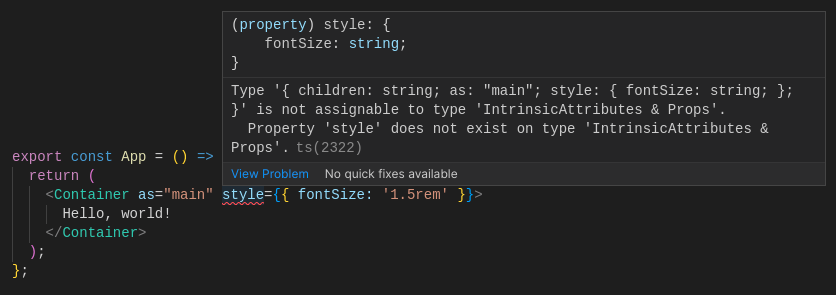 (property) style: {
    fontSize: string;
}
Type '{ children: string; as: "main"; style: { fontSize: string; };
}' is not assignable to type 'IntrinsicAttributes & Props'.
  Property 'style' does not exist on type 'IntrinsicAttributes &
Props'. ts(2322)
View Problem   No quick fixes available
export const App = () =>
  return (
    <Container as="main" style={{ fontSize: '1.5rem' }}>
      Hello, world!
    </Container>
  );
};